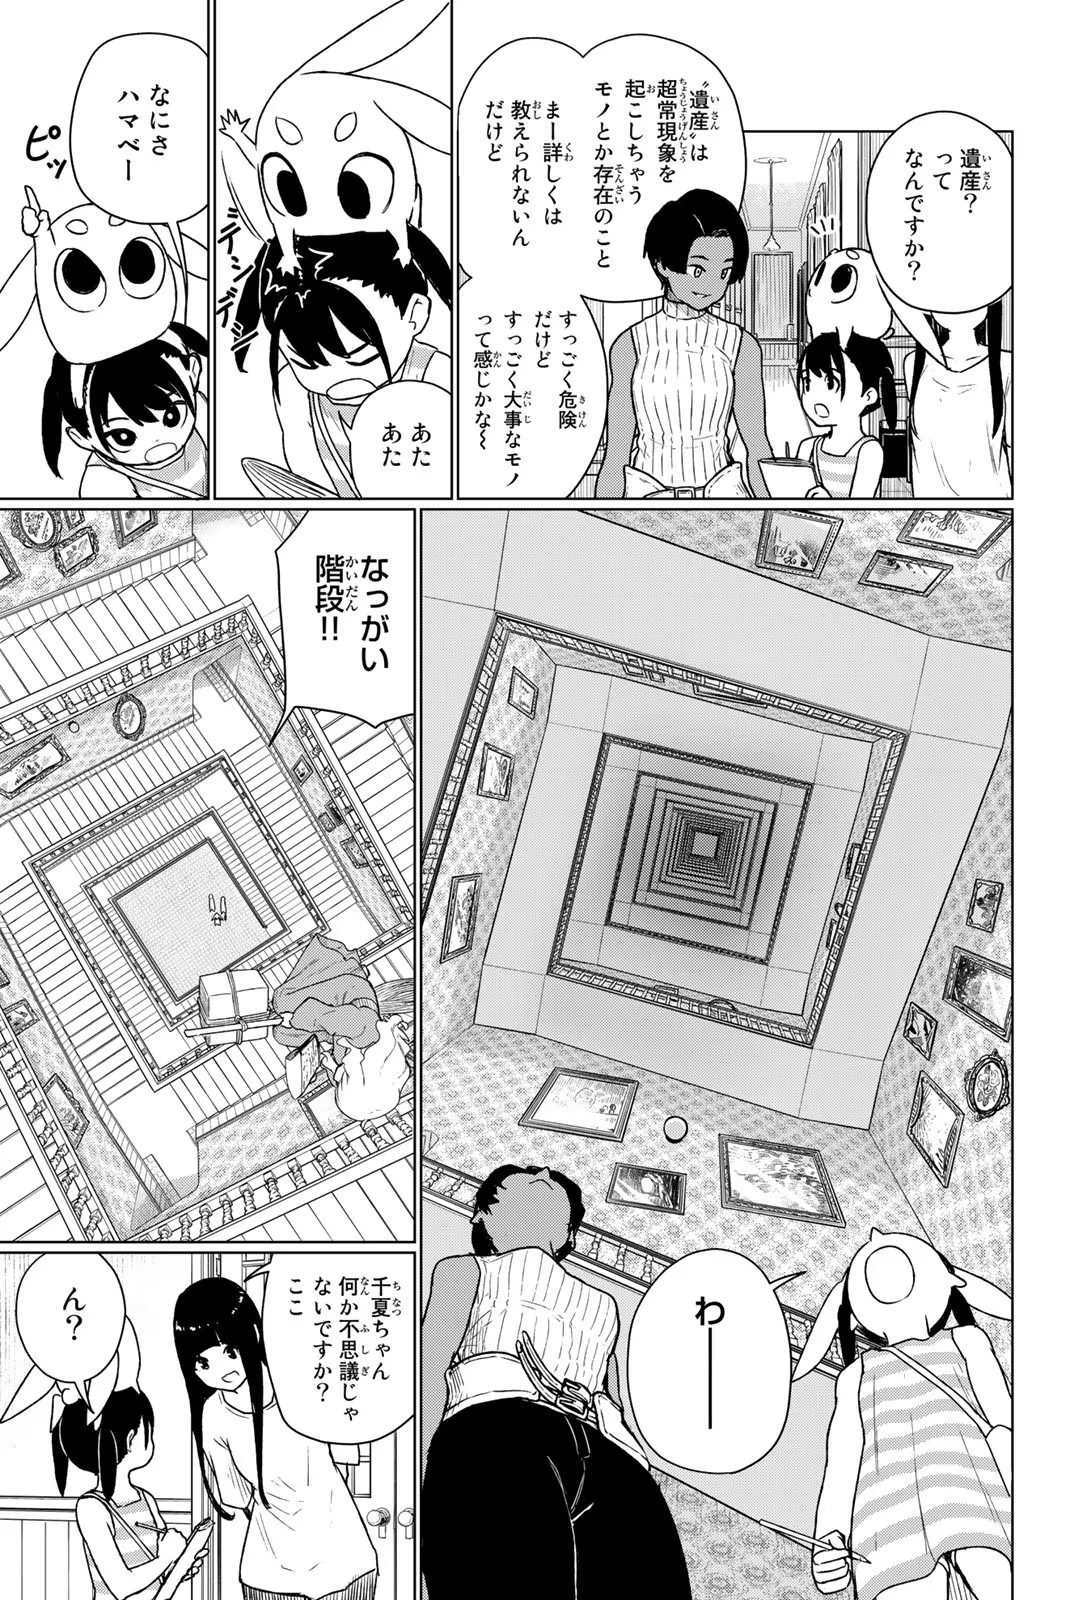 遺産？
って
なんですか？
“遺産”は
超常現象を
起こしちゃう
モノとか存在のこと
まー詳しくは
教えられないん
だけど
すっごく危険
だけど
すっごく大事なモノ
って感じかな〜
デシデシ
あた
あた
なにさ
ハマベー
ピッ
わーー
なっがい
階段!!
千夏ちゃん
何か不思議じゃ
ないですか？
ここ
ん？